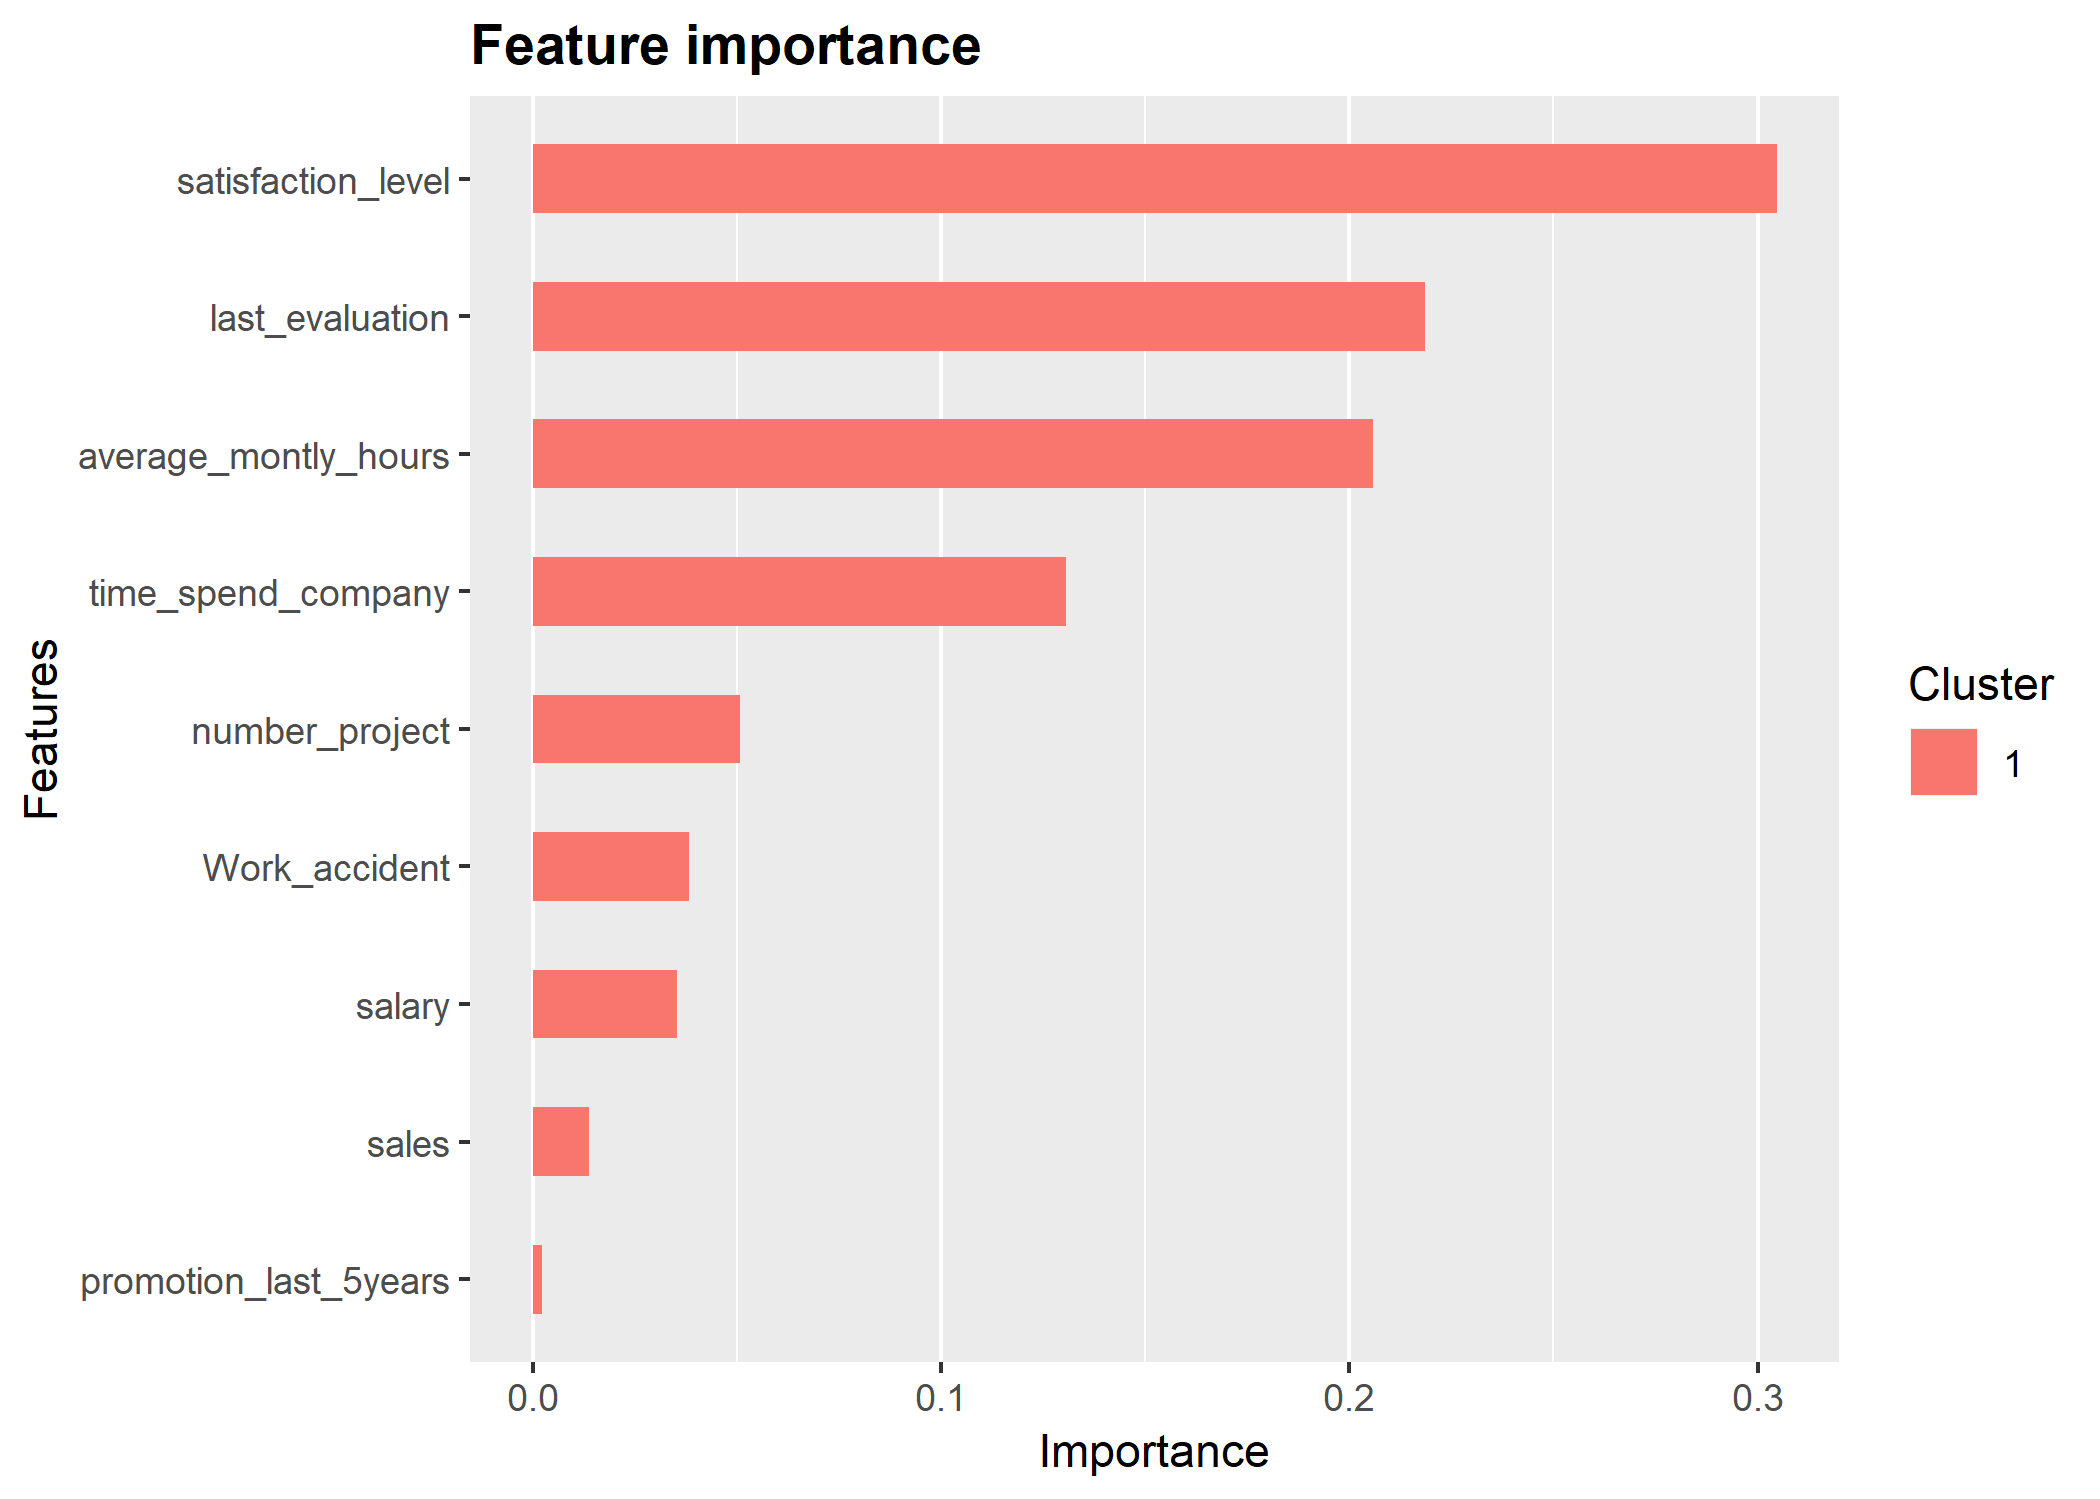 Feature importance
satisfaction_level
last_evaluation
average_montly_hours
time_spend_company
number_project
Work_accident
salary
sales
promotion_last_5years
Features
0.0 0.1 0.2 0.3
Importance
Cluster
1